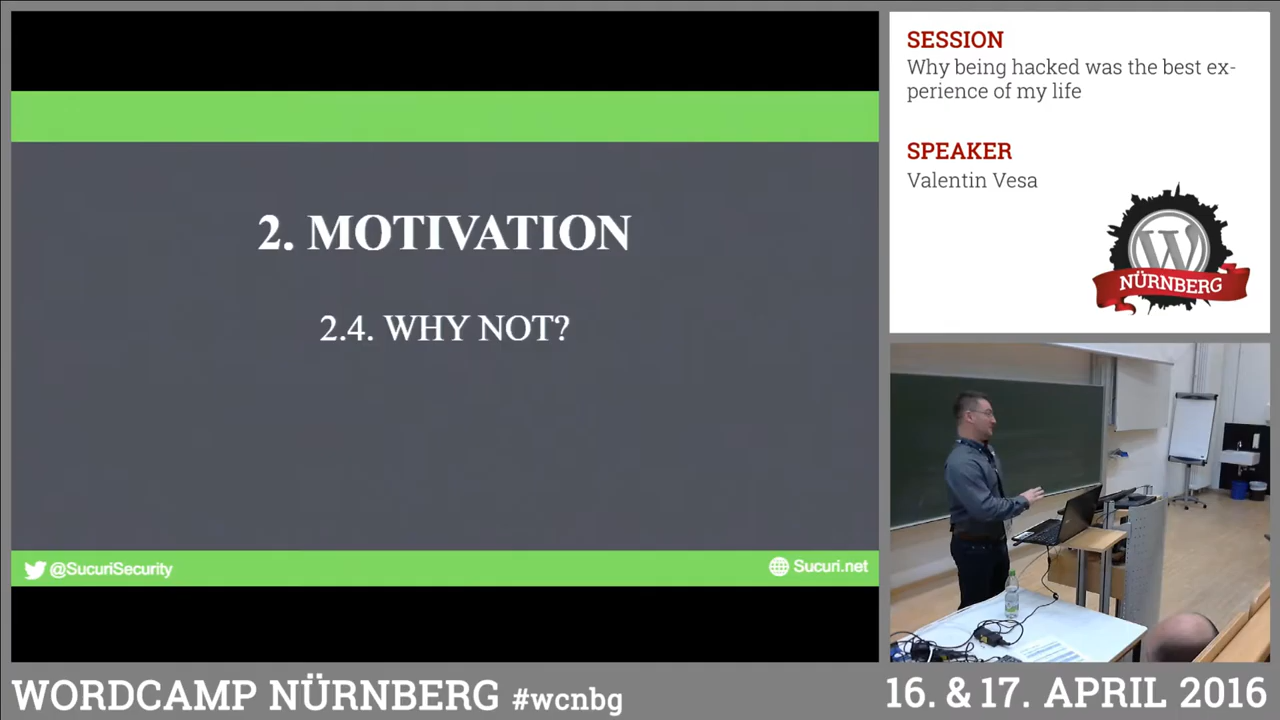 2. MOTIVATION
2.4. WHY NOT?
@SucuriSecurity
Sucuri.net
SESSION
Why being hacked was the best ex-
perience of my life
SPEAKER
Valentin Vesa
W
NÜRNBERG
WORDCAMP NÜRNBERG #wcnbg
16. & 17. APRIL 2016